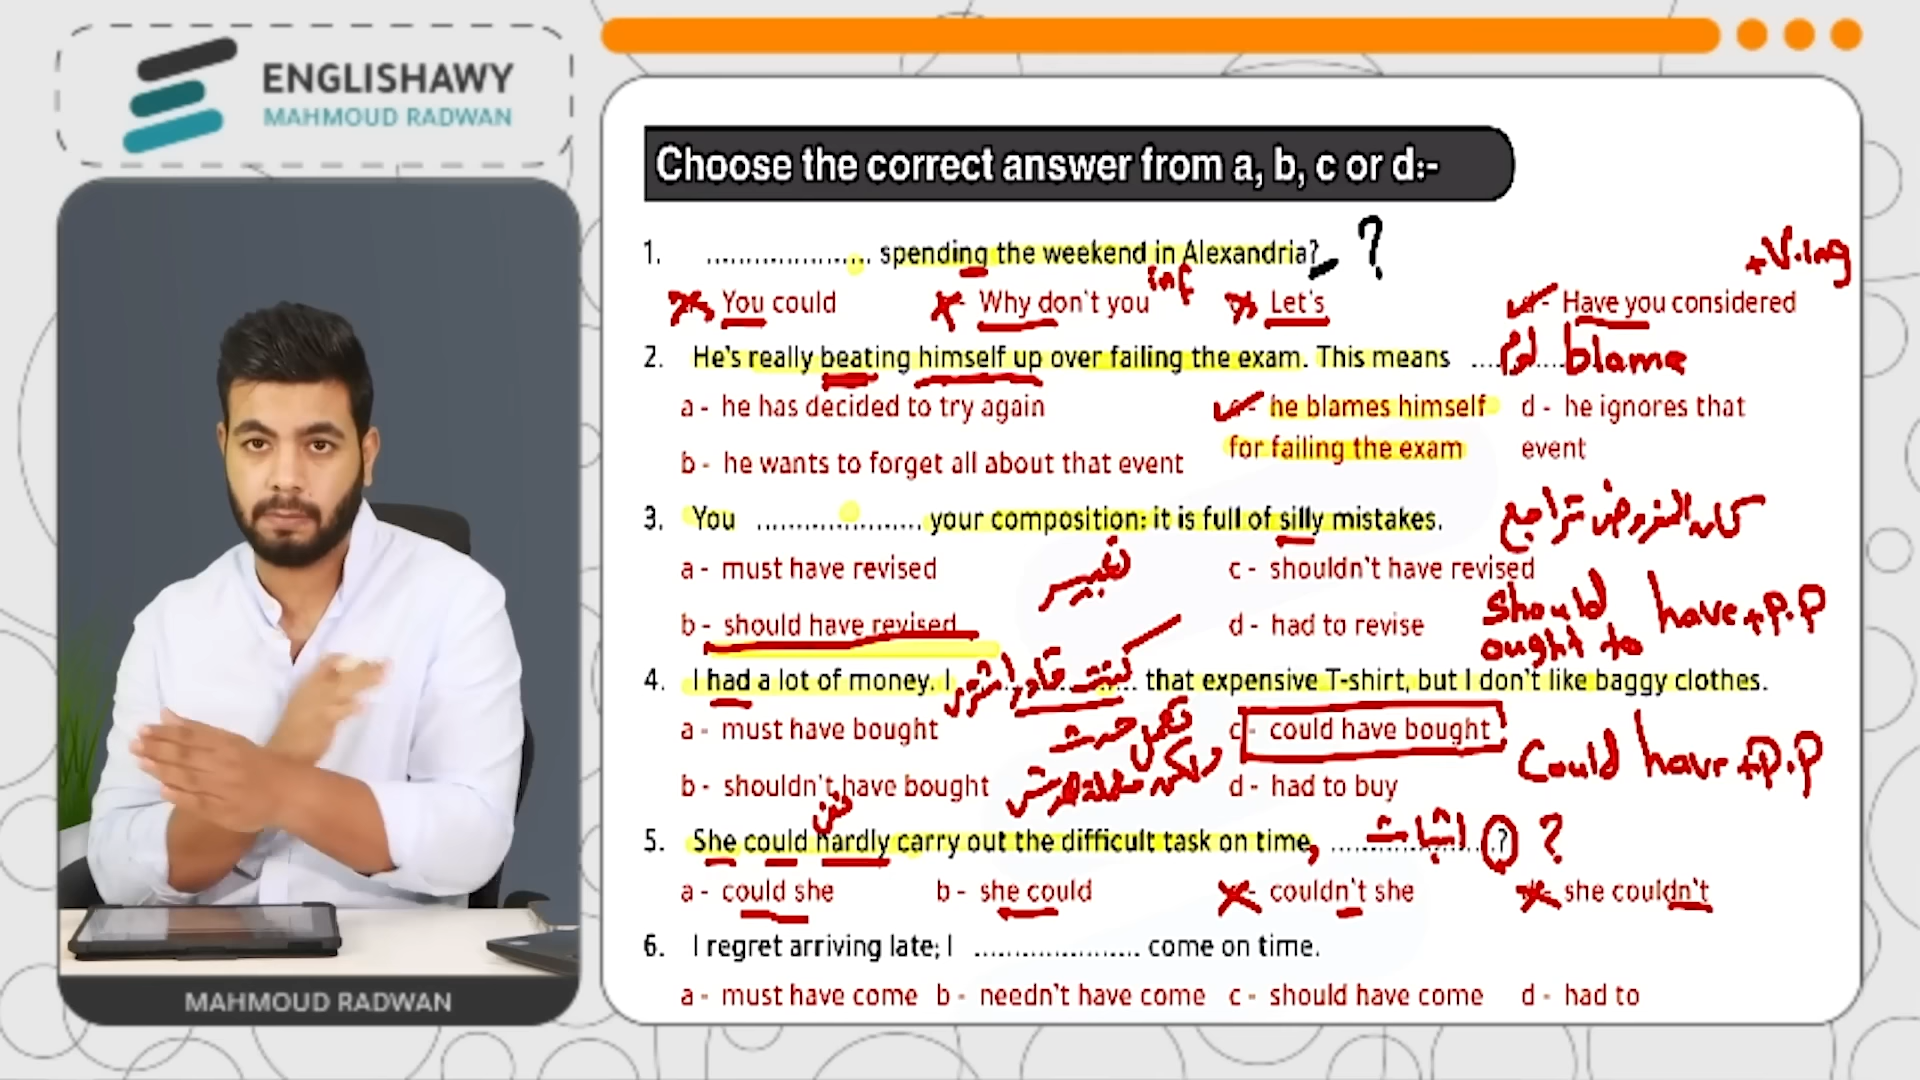 ENGLISHAWY
MAHMOUD RADWAN
Choose the correct answer from a, b, c or d:-
1. ...................... spending the weekend in Alexandria? ?
inf
+V.ing
You could Why don't you Let's d - Have you considered
2. He's really beating himself up over failing the exam. This means ........ لام blame
a - he has decided to try again
c - he blames himself for failing the exam
d - he ignores that event
b - he wants to forget all about that event
3. You ...................... your composition: it is full of silly mistakes.
كان المفروض تراجع
a - must have revised c - shouldn't have revised
b - should have revised d - had to revise
should have + P.P
ought to
4. I had a lot of money. I ...................... that expensive T-shirt, but I don't like baggy clothes.
كنت قادر اشترى
a - must have bought c - could have bought
b - shouldn't have bought d - had to buy
Could have + P.P
5. She could hardly carry out the difficult task on time, ......................? ?
اثبات
a - could she b - she could couldn't she she couldn't
6. I regret arriving late; I ...................... come on time.
a - must have come b - needn't have come c - should have come d - had to
MAHMOUD RADWAN